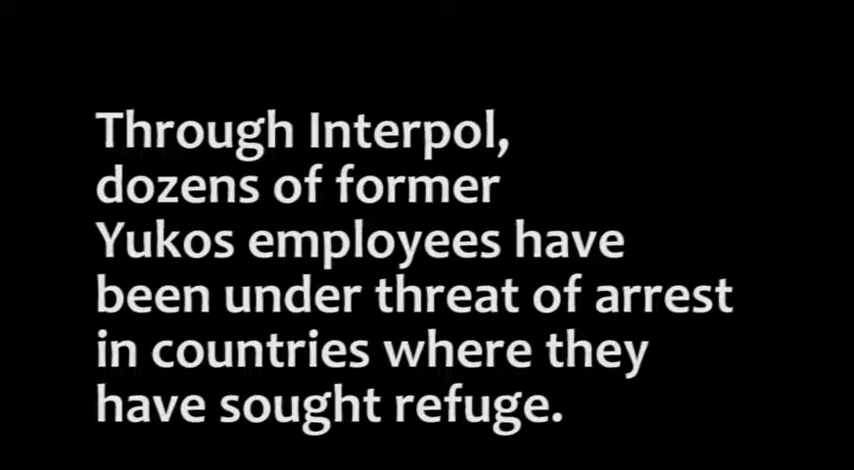 Through Interpol,
dozens of former
Yukos employees have
been under threat of arrest
in countries where they
have sought refuge.